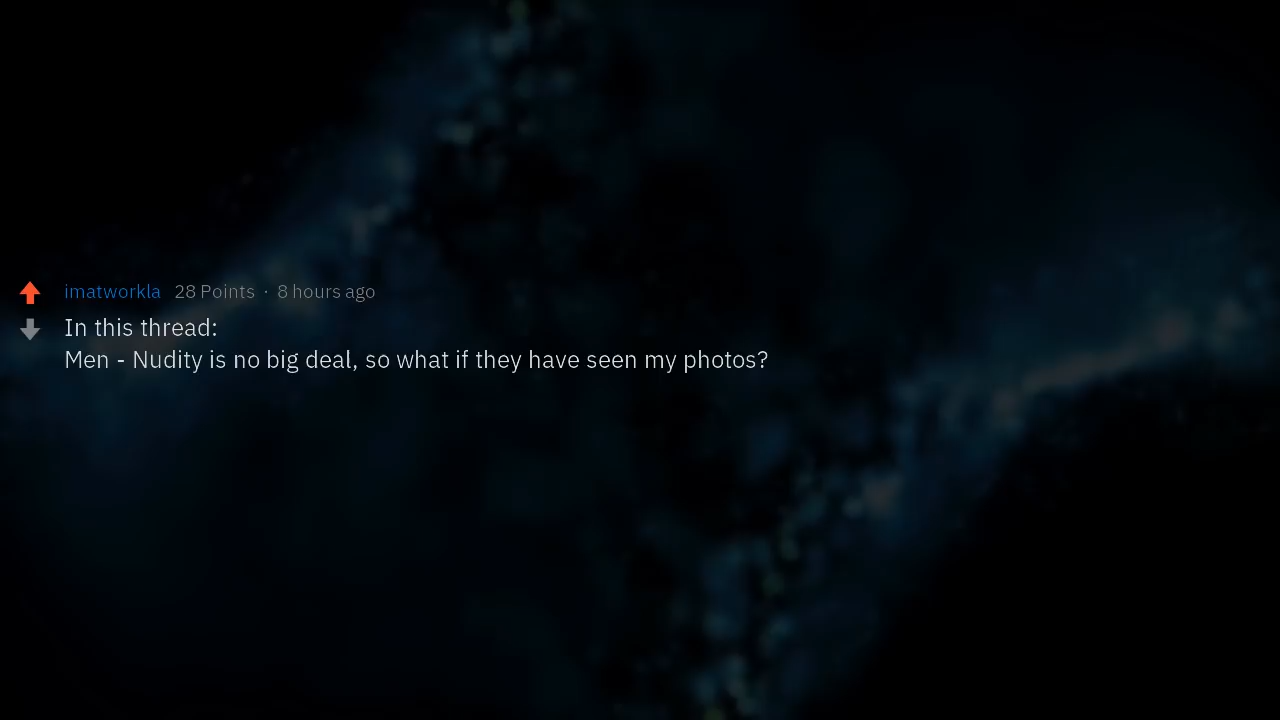 imatworkla 28 Points · 8 hours ago
In this thread:
Men - Nudity is no big deal, so what if they have seen my photos?